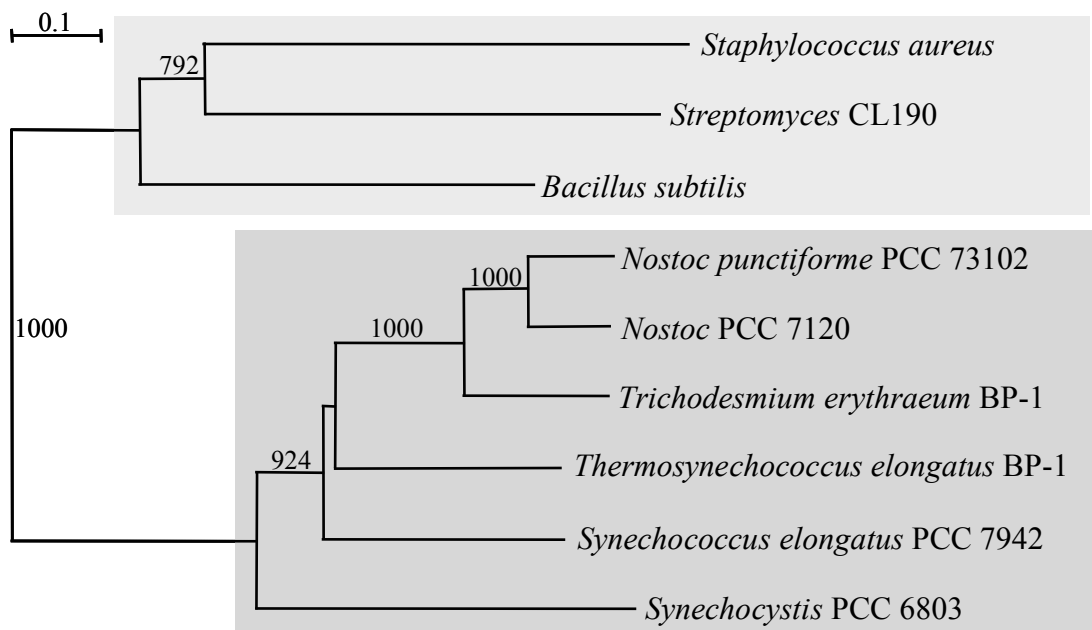 0.1
792
Staphylococcus aureus
Streptomyces CL190
Bacillus subtilis
1000
Nostoc punctiforme PCC 73102
1000
Nostoc PCC 7120
1000
Trichodesmium erythraeum BP-1
924
Thermosynechococcus elongatus BP-1
Synechococcus elongatus PCC 7942
Synechocystis PCC 6803